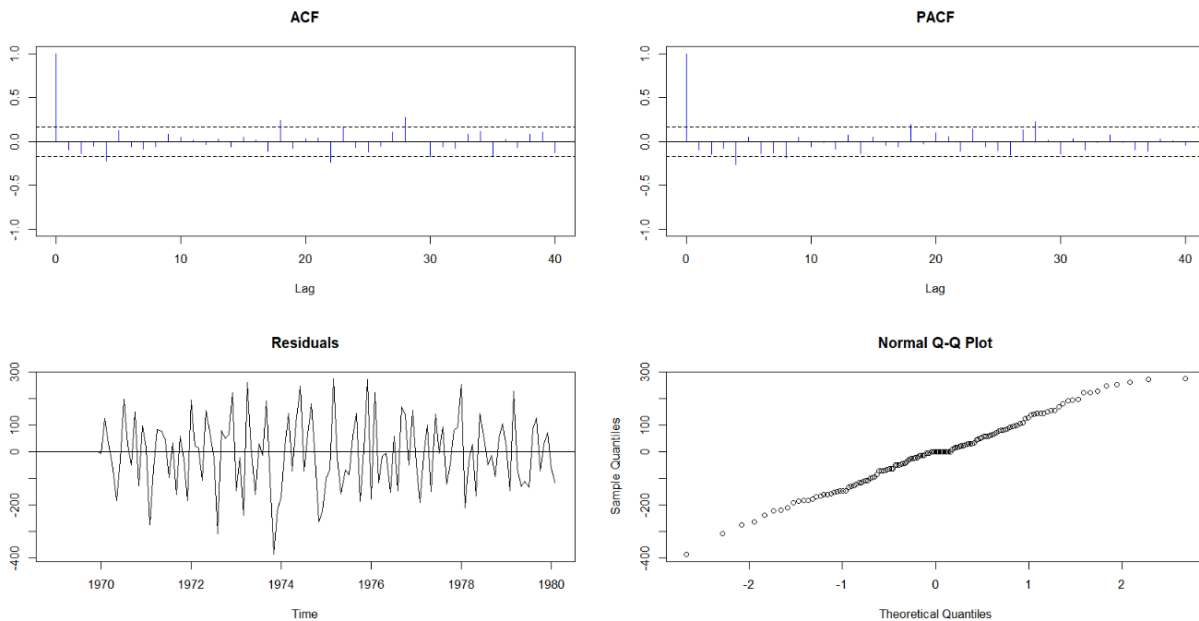 ACF
1.0
0.5
0.0
-0.5
-1.0
0 10 20 30 40
Lag
PACF
1.0
0.5
0.0
-0.5
-1.0
0 10 20 30 40
Lag
Residuals
300
100
0
-200
-400
1970 1972 1974 1976 1978 1980
Time
Normal Q-Q Plot
Sample Quantiles
300
100
0
-200
-400
-2 -1 0 1 2
Theoretical Quantiles